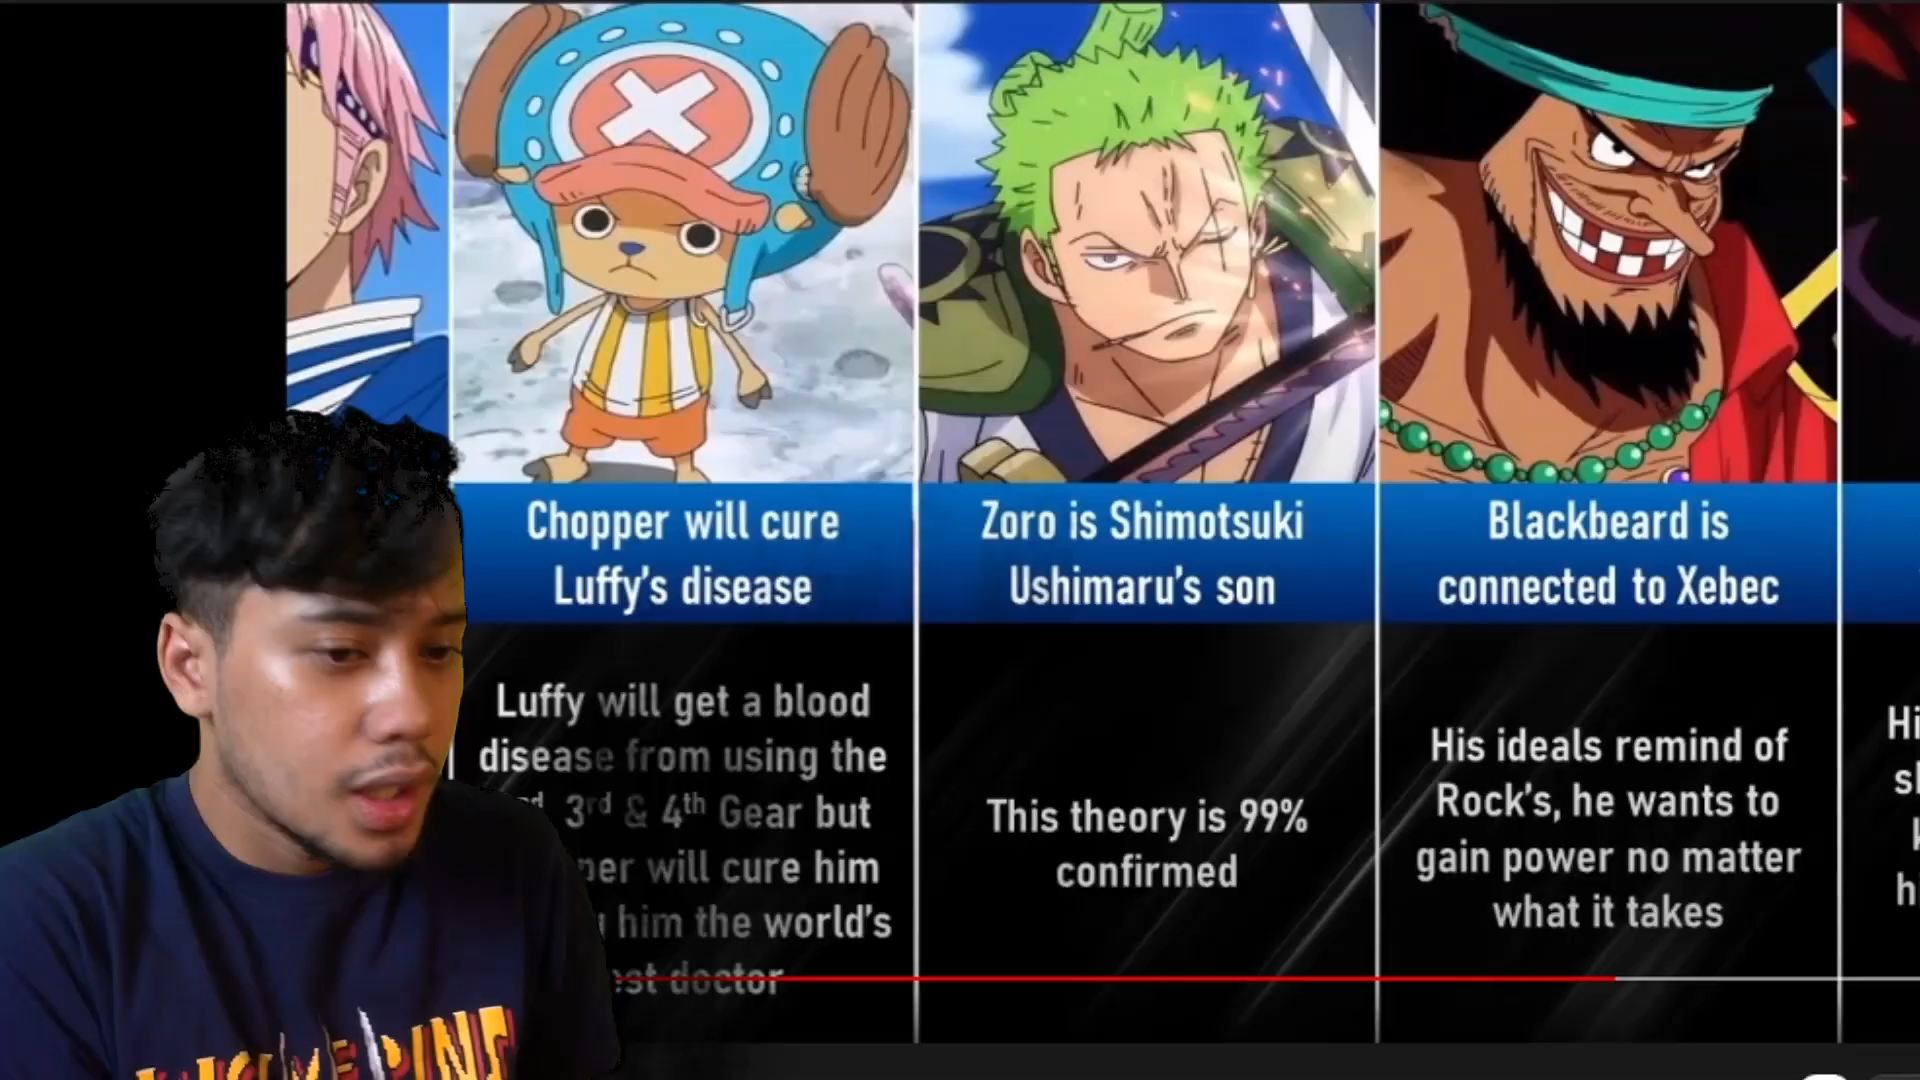 Chopper will cure
Luffy's disease
Luffy will get a blood
disease from using the
3rd & 4th Gear but
will cure him
him the world's
doctor
Zoro is Shimotsuki
Ushimaru's son
This theory is 99%
confirmed
Blackbeard is
connected to Xebec
His ideals remind of
Rock's, he wants to
gain power no matter
what it takes